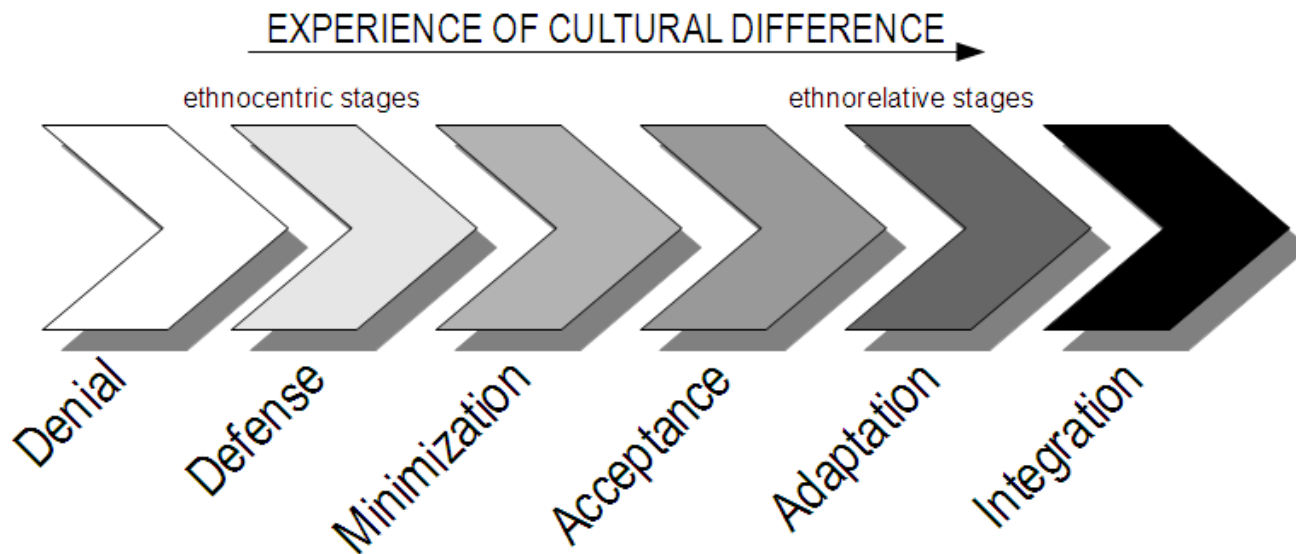 EXPERIENCE OF CULTURAL DIFFERENCE
ethnocentric stages
ethnorelative stages
Denial
Defense
Minimization
Acceptance
Adaptation
Integration